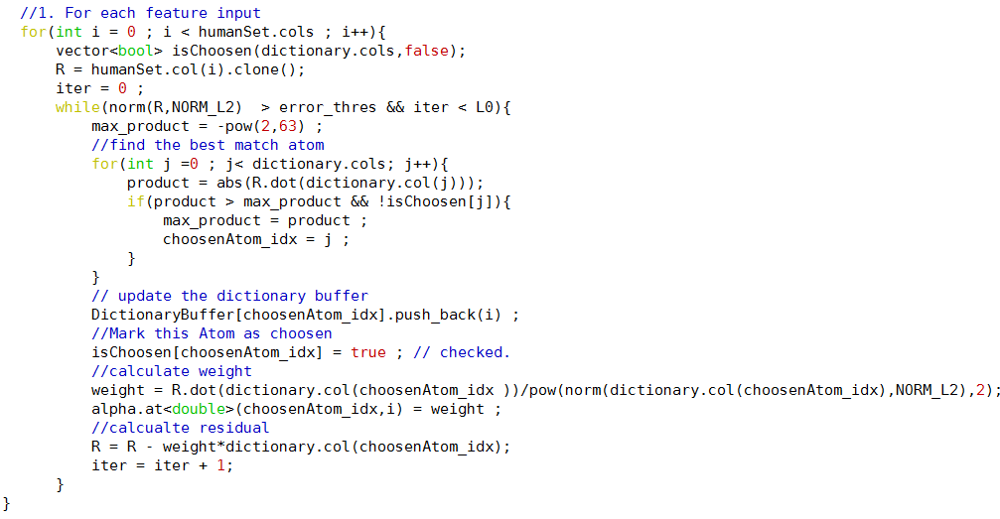 //1. For each feature input
for(int i = 0 ; i < humanSet.cols ; i++){
vector<bool> isChoosen(dictionary.cols,false);
R = humanSet.col(i).clone();
iter = 0 ;
while(norm(R,NORM_L2)  > error_thres && iter < L0){
max_product = -pow(2,63) ;
//find the best match atom
for(int j =0 ; j< dictionary.cols; j++){
product = abs(R.dot(dictionary.col(j)));
if(product > max_product && !isChoosen[j]){
max_product = product ;
choosenAtom_idx = j ;
}
}
// update the dictionary buffer
DictionaryBuffer[choosenAtom_idx].push_back(i) ;
//Mark this Atom as choosen
isChoosen[choosenAtom_idx] = true ; // checked.
//calculate weight
weight = R.dot(dictionary.col(choosenAtom_idx ))/pow(norm(dictionary.col(choosenAtom_idx),NORM_L2),2);
alpha.at<double>(choosenAtom_idx,i) = weight ;
//calcualte residual
R = R - weight*dictionary.col(choosenAtom_idx);
iter = iter + 1;
}
}